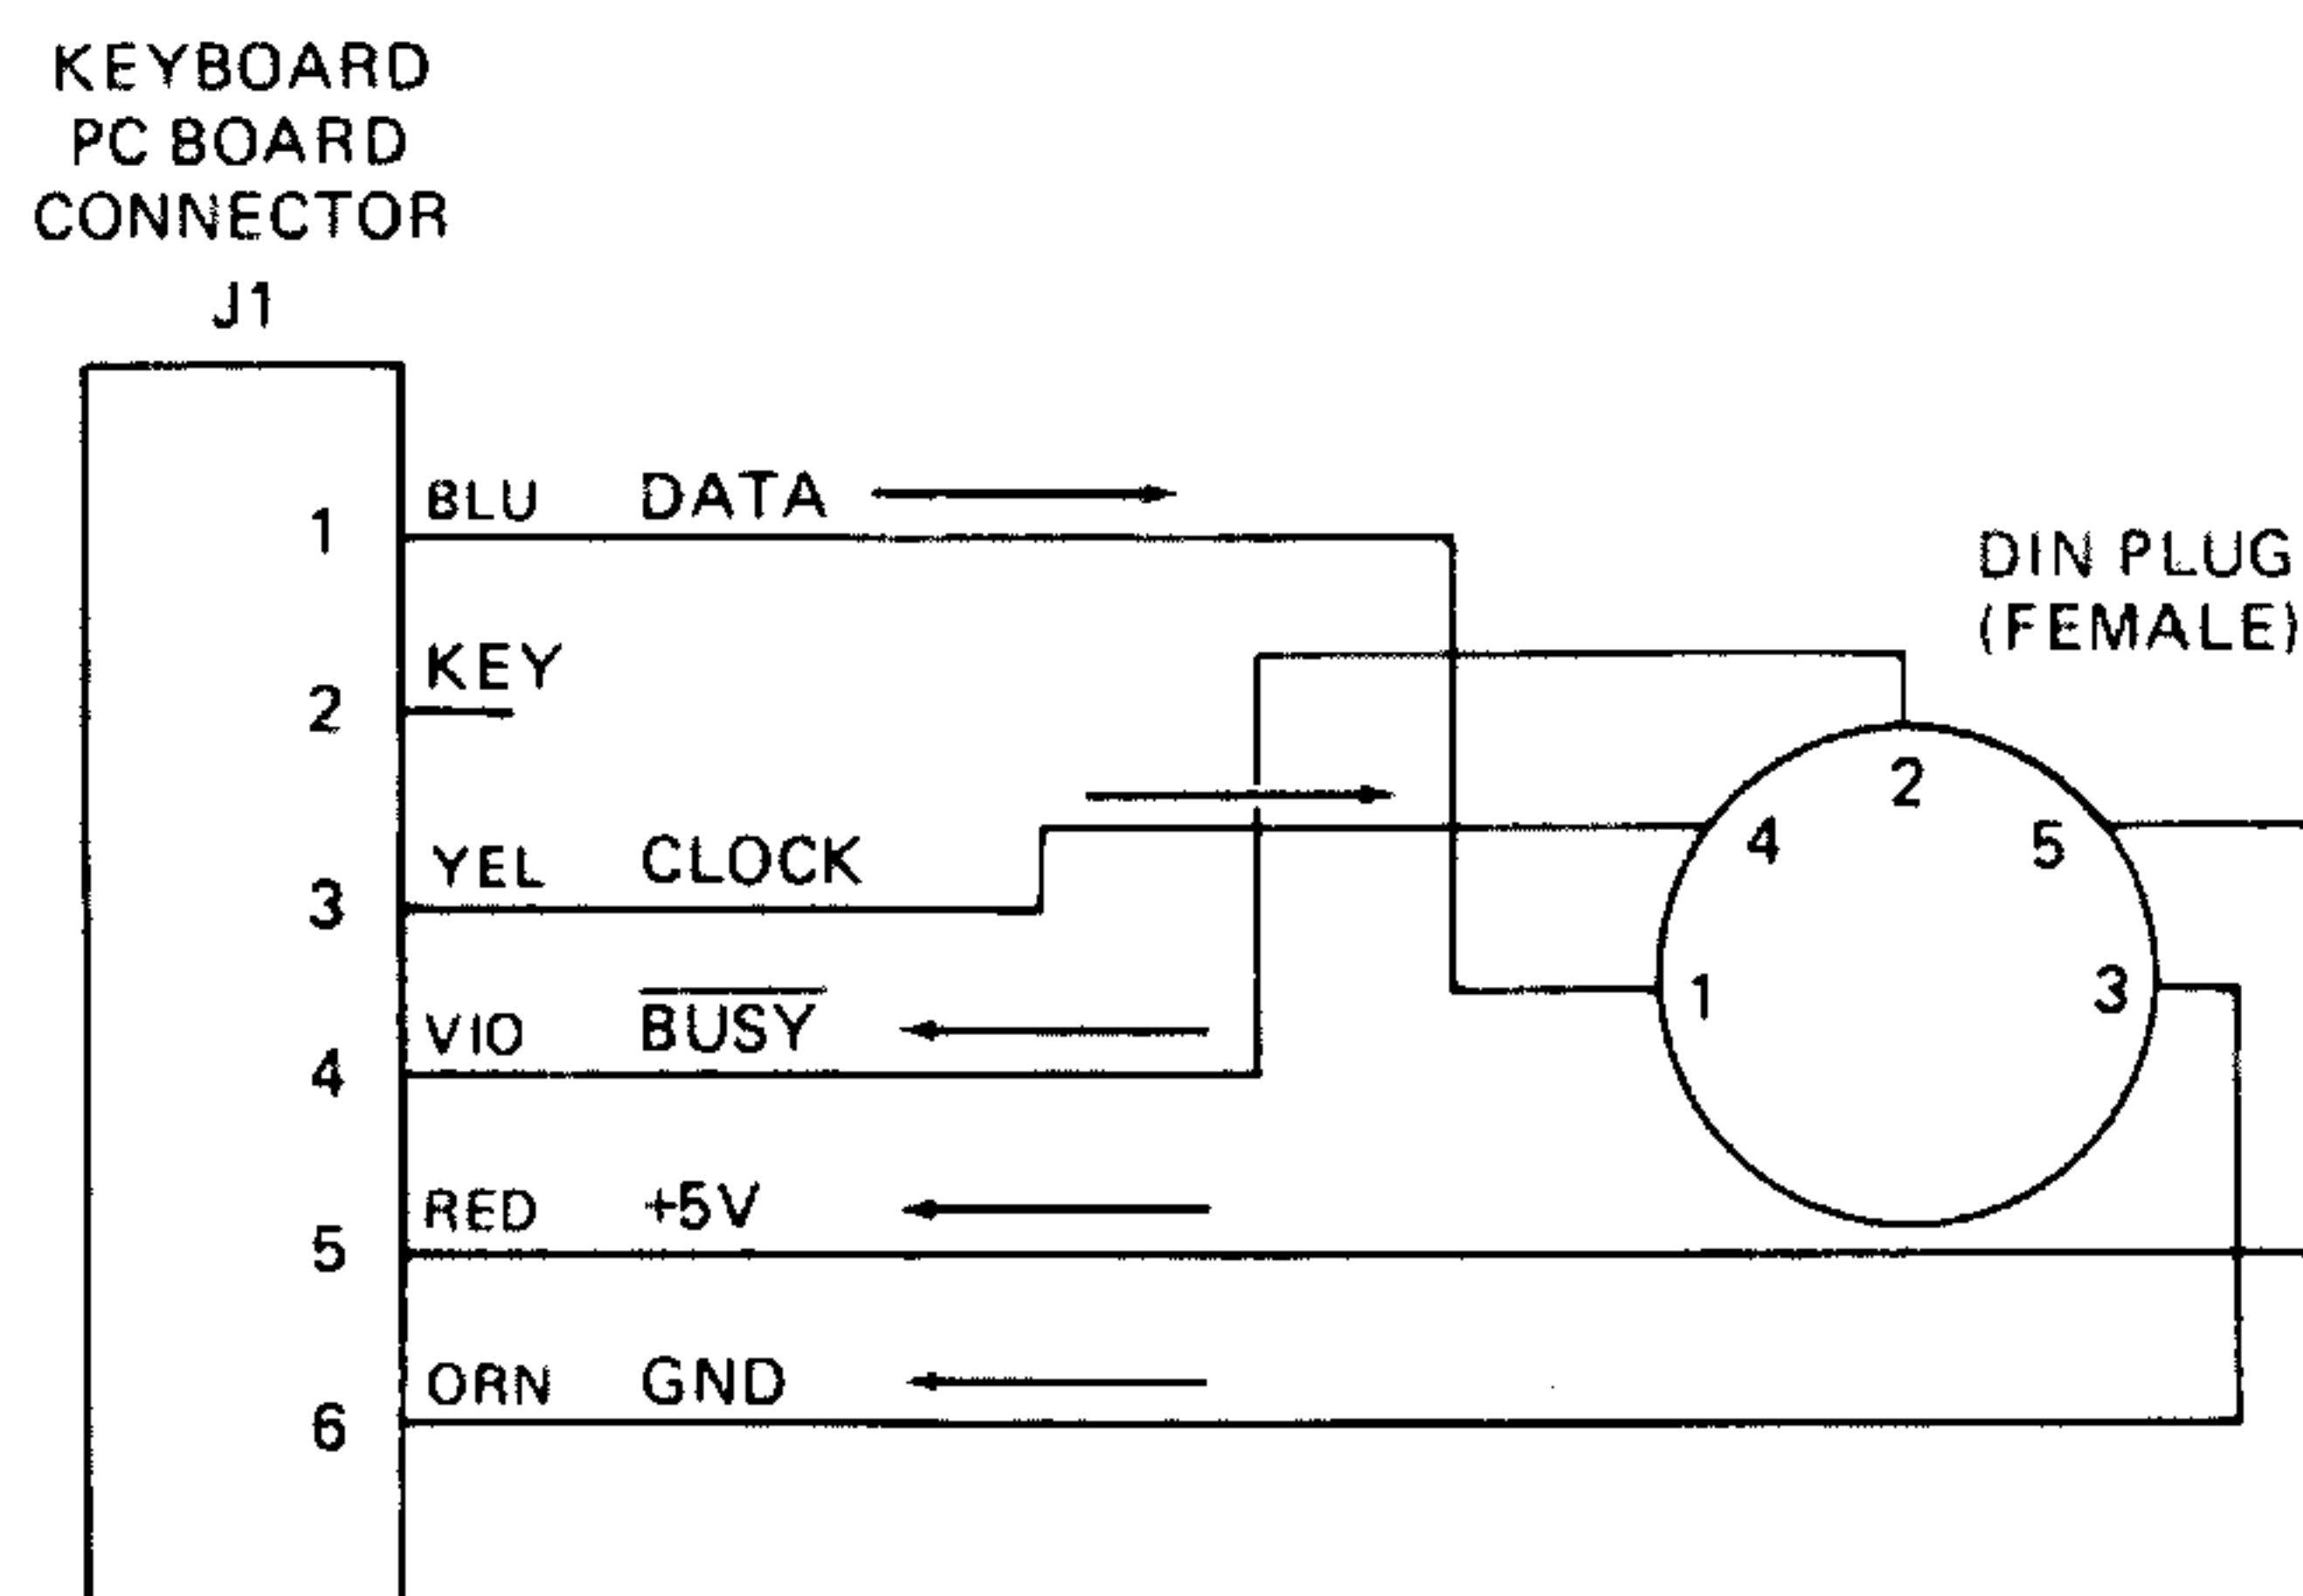 KEYBOARD
PC BOARD
CONNECTOR
J1
1 BLU DATA
DIN PLUG
(FEMALE)
2 KEY
2
4 5
3 YEL CLOCK
1 3
4 VIO BUSY
5 RED +5V
6 ORN GND